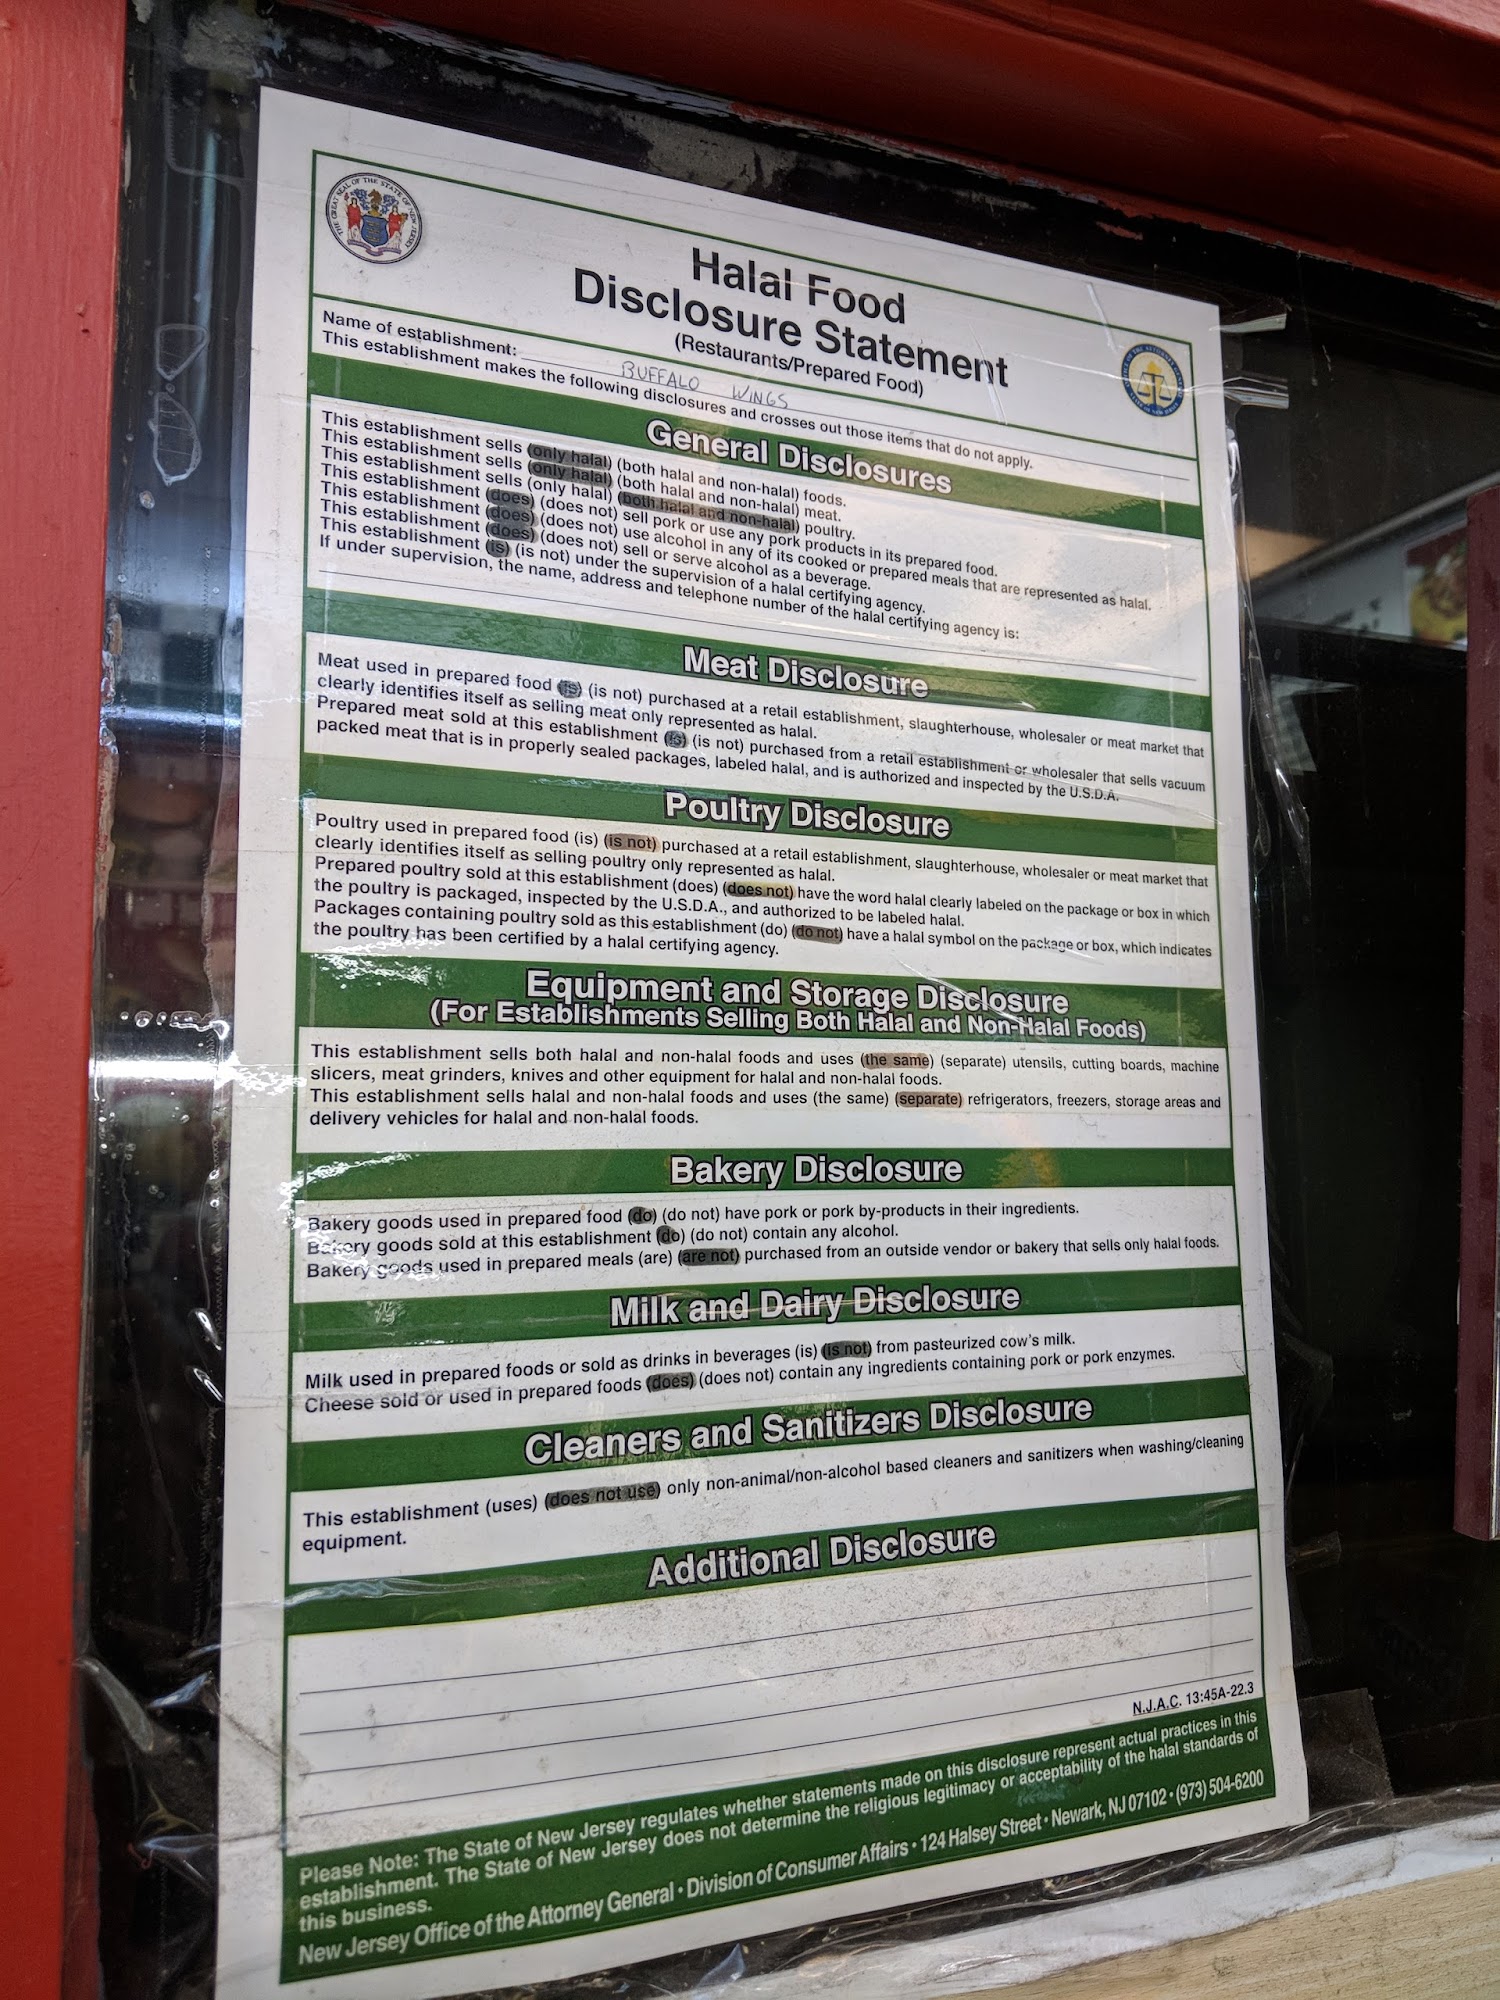 THE GREAT SEAL OF THE STATE OF NEW JERSEY
Halal Food
Disclosure Statement
(Restaurants/Prepared Food)
Name of establishment: BUFFALO WINGS
This establishment makes the following disclosures and crosses out those items that do not apply.
General Disclosures
This establishment sells (only halal) (both halal and non-halal) foods.
This establishment sells (only halal) (both halal and non-halal) meat.
This establishment sells (only halal) (both halal and non-halal) poultry.
This establishment (does) (does not) sell pork or use any pork products in its prepared food.
This establishment (does) (does not) use alcohol in any of its cooked or prepared meals that are represented as halal.
This establishment (does) (does not) sell or serve alcohol as a beverage.
This establishment (is) (is not) under the supervision of a halal certifying agency.
If under supervision, the name, address and telephone number of the halal certifying agency is:
Meat Disclosure
Meat used in prepared food (is) (is not) purchased at a retail establishment, slaughterhouse, wholesaler or meat market that
clearly identifies itself as selling meat only represented as halal.
Prepared meat sold at this establishment (is) (is not) purchased from a retail establishment or wholesaler that sells vacuum
packed meat that is in properly sealed packages, labeled halal, and is authorized and inspected by the U.S.D.A.
Poultry Disclosure
Poultry used in prepared food (is) (is not) purchased at a retail establishment, slaughterhouse, wholesaler or meat market that
clearly identifies itself as selling poultry only represented as halal.
Prepared poultry sold at this establishment (does) (does not) have the word halal clearly labeled on the package or box in which
the poultry is packaged, inspected by the U.S.D.A., and authorized to be labeled halal.
Packages containing poultry sold as this establishment (do) (do not) have a halal symbol on the package or box, which indicates
the poultry has been certified by a halal certifying agency.
Equipment and Storage Disclosure
(For Establishments Selling Both Halal and Non-Halal Foods)
This establishment sells both halal and non-halal foods and uses (the same) (separate) utensils, cutting boards, machine
slicers, meat grinders, knives and other equipment for halal and non-halal foods.
This establishment sells halal and non-halal foods and uses (the same) (separate) refrigerators, freezers, storage areas and
delivery vehicles for halal and non-halal foods.
Bakery Disclosure
Bakery goods used in prepared food (do) (do not) have pork or pork by-products in their ingredients.
Bakery goods sold at this establishment (do) (do not) contain any alcohol.
Bakery goods used in prepared meals (are) (are not) purchased from an outside vendor or bakery that sells only halal foods.
Milk and Dairy Disclosure
Milk used in prepared foods or sold as drinks in beverages (is) (is not) from pasteurized cow's milk.
Cheese sold or used in prepared foods (does) (does not) contain any ingredients containing pork or pork enzymes.
Cleaners and Sanitizers Disclosure
This establishment (uses) (does not use) only non-animal/non-alcohol based cleaners and sanitizers when washing/cleaning
equipment.
Additional Disclosure
N.J.A.C. 13:45A-22.3
Please Note: The State of New Jersey regulates whether statements made on this disclosure represent actual practices in this
establishment. The State of New Jersey does not determine the religious legitimacy or acceptability of the halal standards of
this business.
New Jersey Office of the Attorney General • Division of Consumer Affairs • 124 Halsey Street • Newark, NJ 07102 • (973) 504-6200